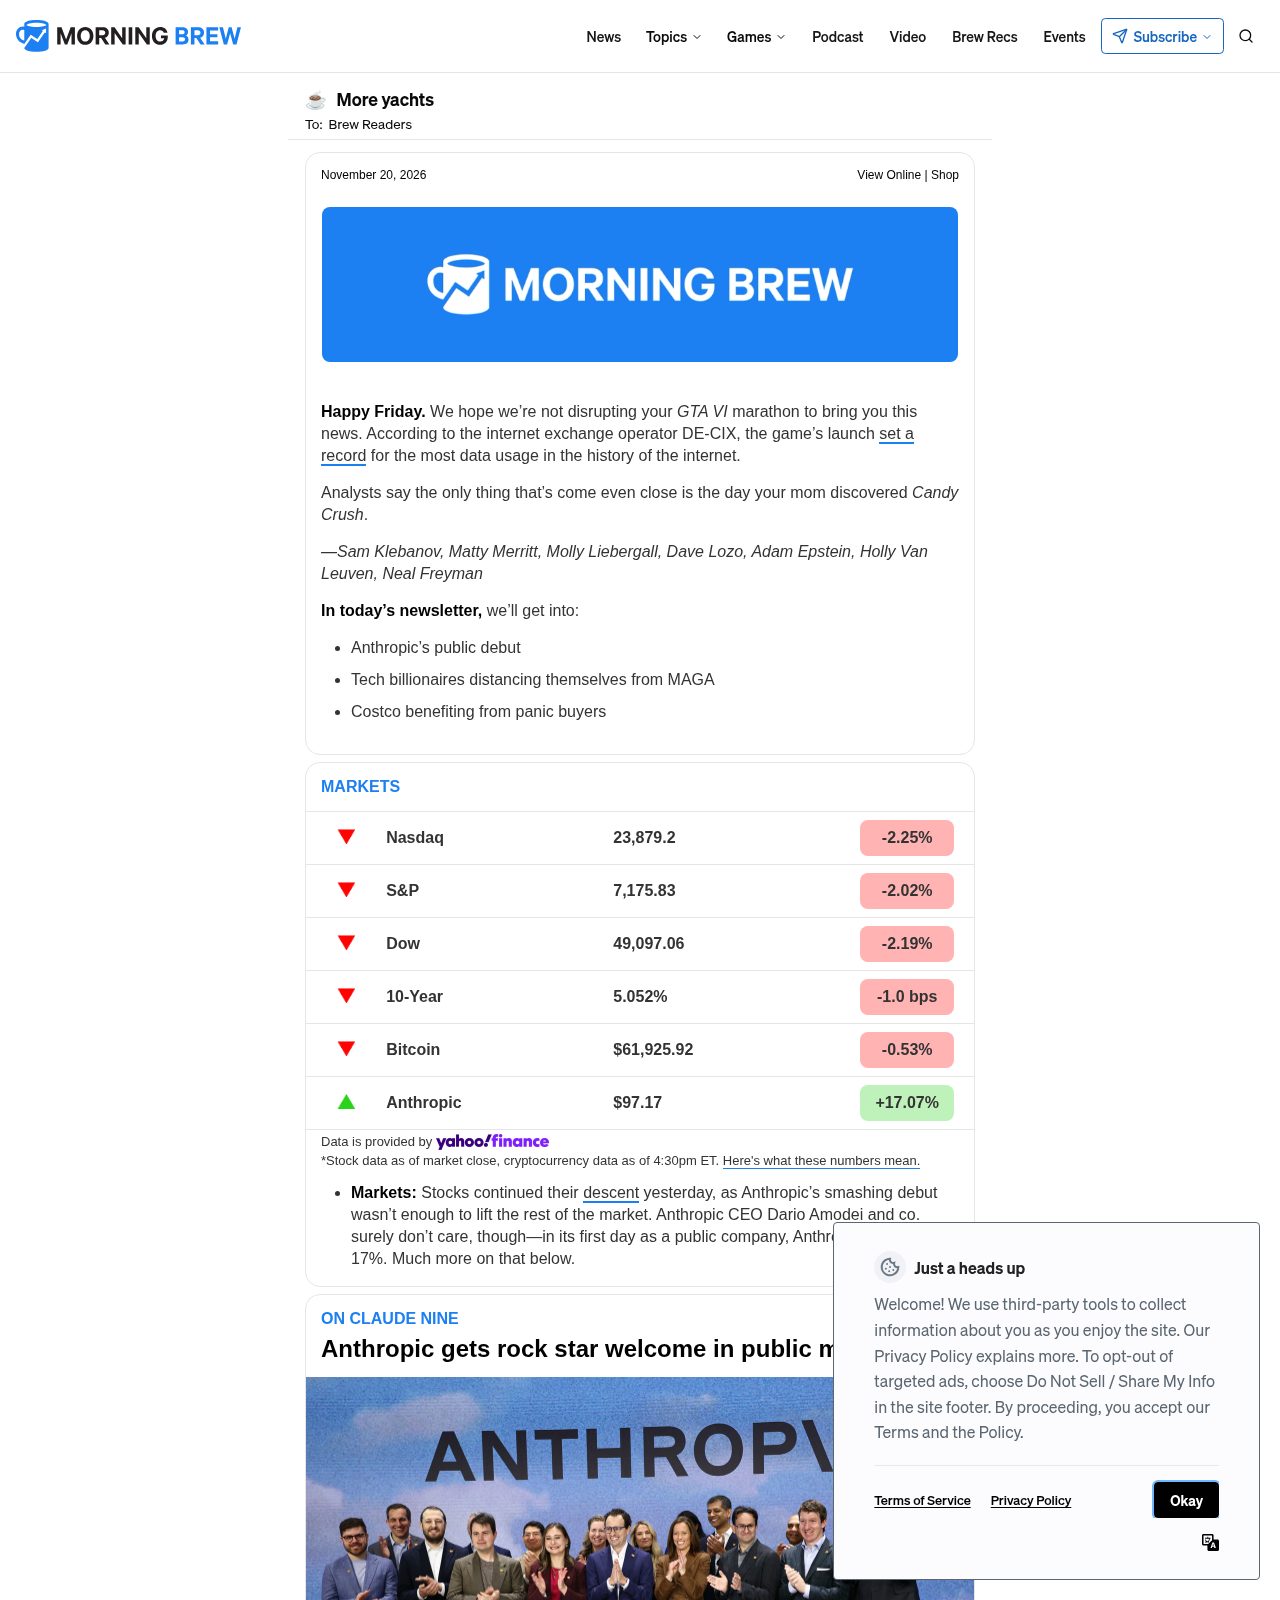 MORNING BREW
News Topics Games Podcast Video Brew Recs Events Subscribe
☕ More yachts
To: Brew Readers
November 20, 2026 View Online | Shop
MORNING BREW
Happy Friday. We hope we’re not disrupting your GTA VI marathon to bring you this
news. According to the internet exchange operator DE-CIX, the game’s launch set a
record for the most data usage in the history of the internet.
Analysts say the only thing that’s come even close is the day your mom discovered Candy
Crush.
—Sam Klebanov, Matty Merritt, Molly Liebergall, Dave Lozo, Adam Epstein, Holly Van
Leuven, Neal Freyman
In today’s newsletter, we’ll get into:
• Anthropic’s public debut
• Tech billionaires distancing themselves from MAGA
• Costco benefiting from panic buyers
MARKETS
▼ Nasdaq 23,879.2 -2.25%
▼ S&P 7,175.83 -2.02%
▼ Dow 49,097.06 -2.19%
▼ 10-Year 5.052% -1.0 bps
▼ Bitcoin $61,925.92 -0.53%
▲ Anthropic $97.17 +17.07%
Data is provided by yahoo!finance
*Stock data as of market close, cryptocurrency data as of 4:30pm ET. Here's what these numbers mean.
• Markets: Stocks continued their descent yesterday, as Anthropic’s smashing debut
wasn’t enough to lift the rest of the market. Anthropic CEO Dario Amodei and co.
surely don’t care, though—in its first day as a public company,
17%. Much more on that below.
ON CLAUDE NINE
Anthropic gets rock star welcome in public
ANTHROP
Just a heads up
Welcome! We use third-party tools to collect
information about you as you enjoy the site. Our
Privacy Policy explains more. To opt-out of
targeted ads, choose Do Not Sell / Share My Info
in the site footer. By proceeding, you accept our
Terms and the Policy.
Terms of Service Privacy Policy Okay